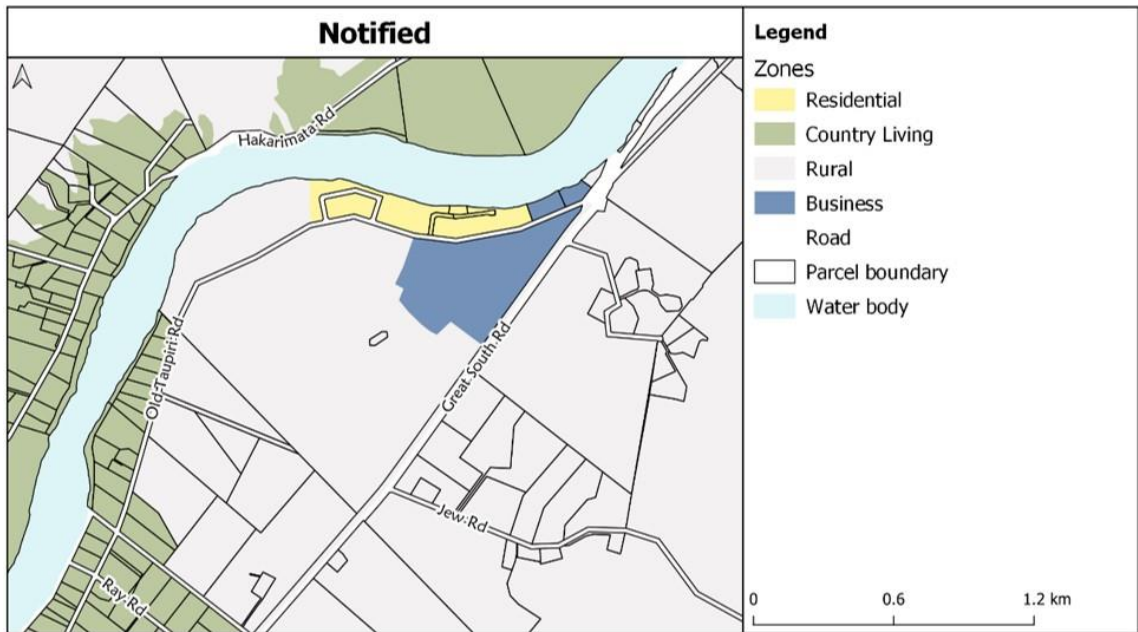 Notified
Legend
Zones
Residential
Country Living
Rural
Business
Road
Parcel boundary
Water body
Hakarimata Rd
Old Taupiri Rd
Great South Rd
Jew Rd
Ray Rd
0 0.6 1.2 km